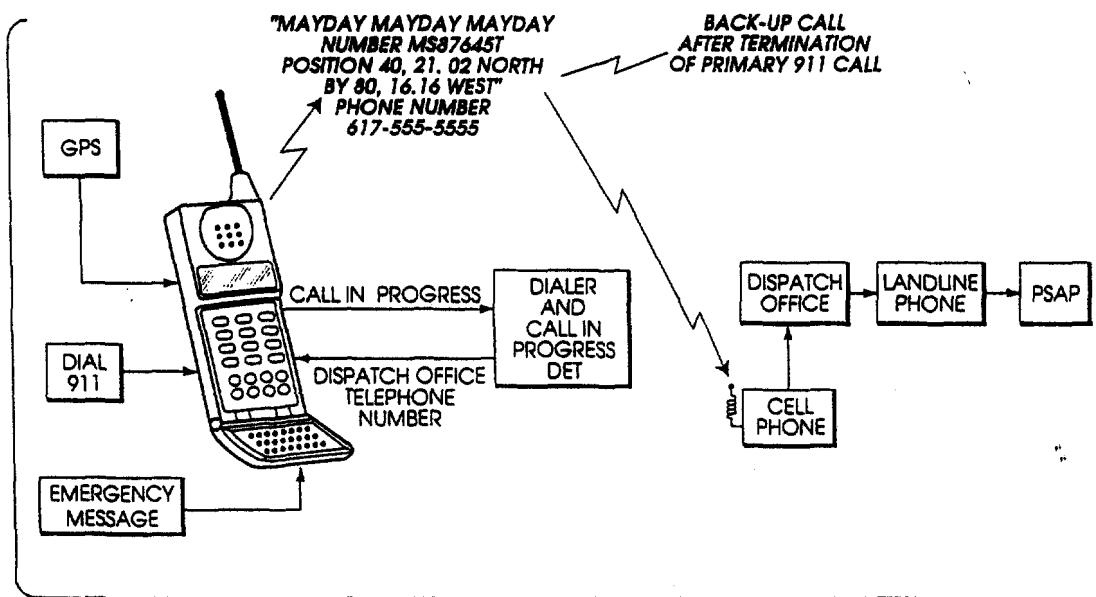 "MAYDAY MAYDAY MAYDAY
NUMBER MS87645T
POSITION 40, 21. 02 NORTH
BY 80, 16.16 WEST"
PHONE NUMBER
617-555-5555
BACK-UP CALL
AFTER TERMINATION
OF PRIMARY 911 CALL
GPS
CALL IN PROGRESS
DIALER
AND
CALL IN
PROGRESS
DET
DISPATCH
OFFICE
LANDLINE
PHONE
PSAP
DIAL
911
DISPATCH OFFICE
TELEPHONE
NUMBER
CELL
PHONE
EMERGENCY
MESSAGE